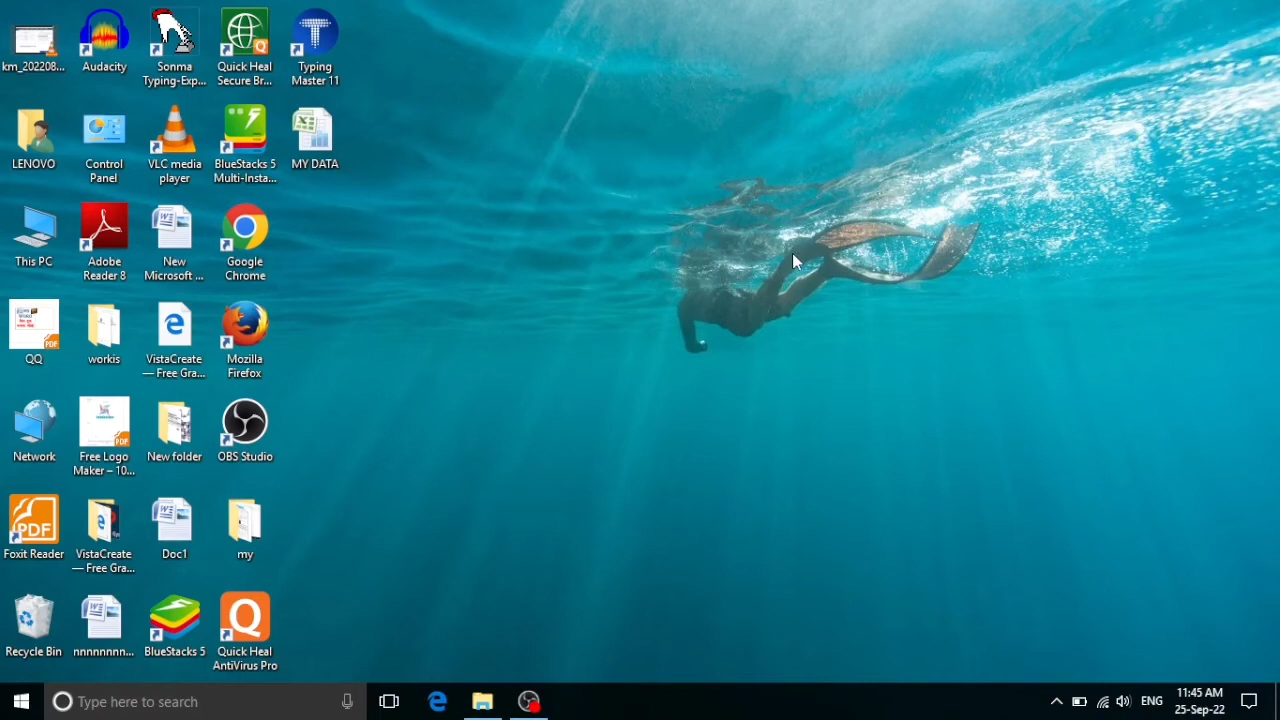 km_202208...
Audacity
Sonma
Typing-Exp...
Quick Heal
Secure Br...
Typing
Master 11
LENOVO
Control
Panel
VLC media
player
BlueStacks 5
Multi-Insta...
MY DATA
This PC
Adobe
Reader 8
New
Microsoft ...
Google
Chrome
QQ
workis
VistaCreate
— Free Gra...
Mozilla
Firefox
Network
Free Logo
Maker – 10...
New folder
OBS Studio
PDF
Foxit Reader
VistaCreate
— Free Gra...
Doc1
my
Recycle Bin
nnnnnnnn...
BlueStacks 5
Quick Heal
AntiVirus Pro
Type here to search
ENG
11:45 AM
25-Sep-22